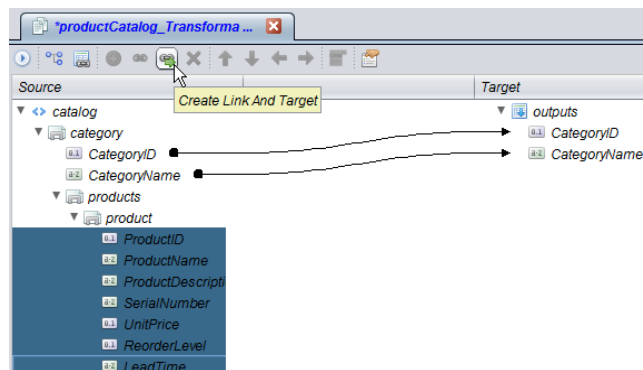 *productCatalog_Transforma ...
Source
Target
Create Link And Target
catalog
outputs
category
CategoryID
CategoryID
CategoryName
CategoryName
products
product
ProductID
ProductName
ProductDescripti
SerialNumber
UnitPrice
ReorderLevel
LeadTime